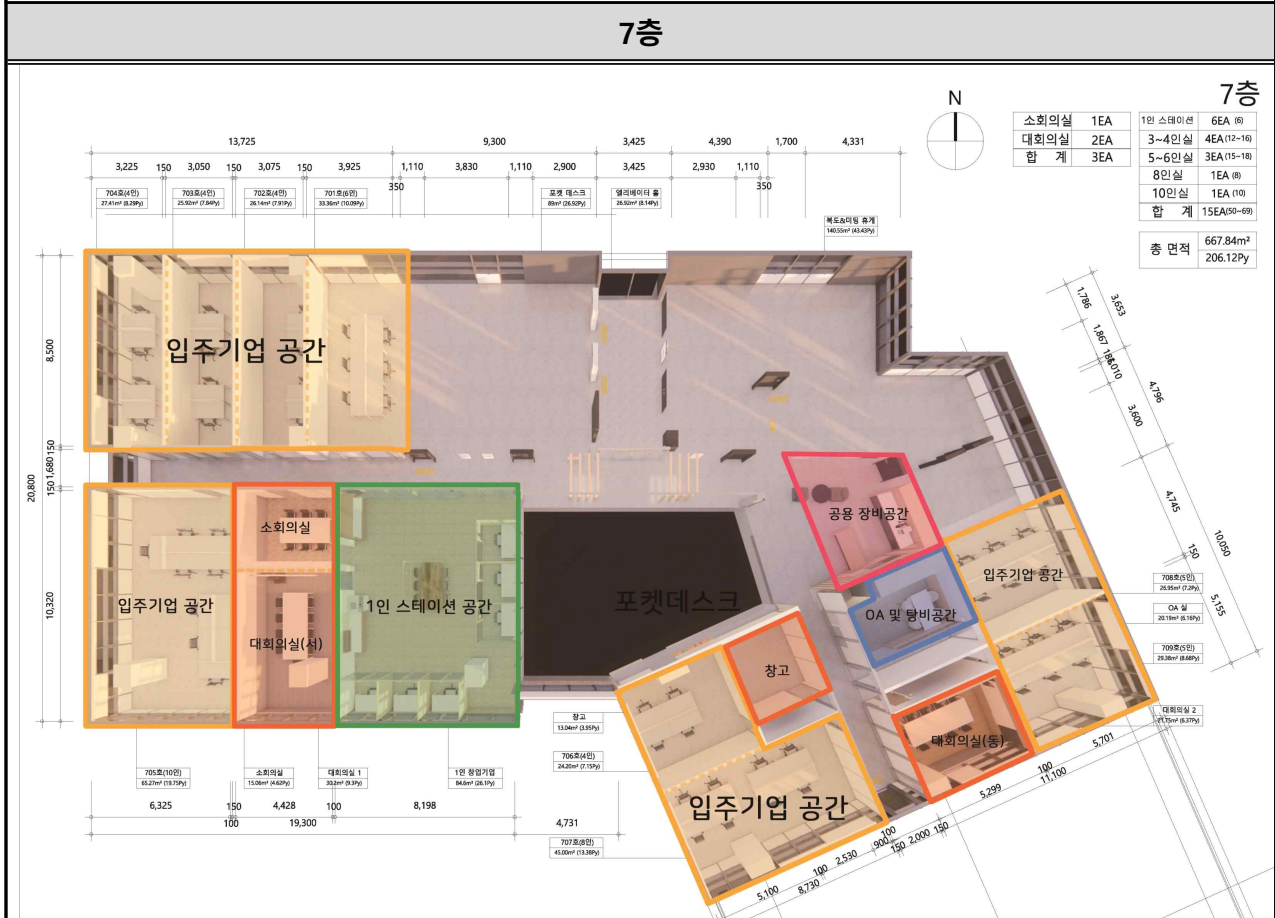 7층
7층
N
소회의실 1EA
대회의실 2EA
합 계 3EA
1인 스테이션 6EA (6)
3~4인실 4EA(12~16)
5~6인실 3EA(15~18)
8인실 1EA (8)
10인실 1EA (10)
합 계 15EA(50~69)
총 면적 667.84m²
206.12Py
13,725 9,300 3,425 4,390 1,700 4,331
3,225 150 3,050 150 3,075 150 3,925 1,110 3,830 1,110 2,900 3,425 2,930 1,110
350 350
704호(4인)
27.41m² (8.29Py)
703호(4인)
25.92m² (7.84Py)
702호(4인)
26.14m² (7.91Py)
701호(6인)
33.36m² (10.09Py)
포켓 데스크
89m² (26.92Py)
엘리베이터 홀
26.92m² (8.14Py)
복도&미팅 휴게
140.55m² (43.43Py)
8,500
150
1,680
150
20,800
10,320
1,786
3,653
1,867
1,010
4,796
3,600
4,745
150
10,050
5,155
입주기업 공간
소회의실
입주기업 공간
대회의실(서)
1인 스테이션 공간
포켓데스크
공용 장비공간
OA 및 탕비공간
입주기업 공간
창고
대회의실(동)
입주기업 공간
708호(5인)
26.95m² (7.2Py)
OA 실
20.19m² (6.16Py)
709호(5인)
29.38m² (8.68Py)
대회의실 2
(6.37Py)
창고
13.04m² (3.95Py)
706호(4인)
24.20m² (7.15Py)
707호(8인)
45.00m² (13.38Py)
705호(10인)
65.27m² (19.75Py)
소회의실
15.06m² (4.62Py)
대회의실 1
30.2m² (9.3Py)
1인 창업기업
84.6m² (26.1Py)
6,325 150 4,428 100 8,198
100 19,300
4,731
5,100 100 2,530 900 100 150 2,000 150 5,299 100 5,701
8,730 11,100